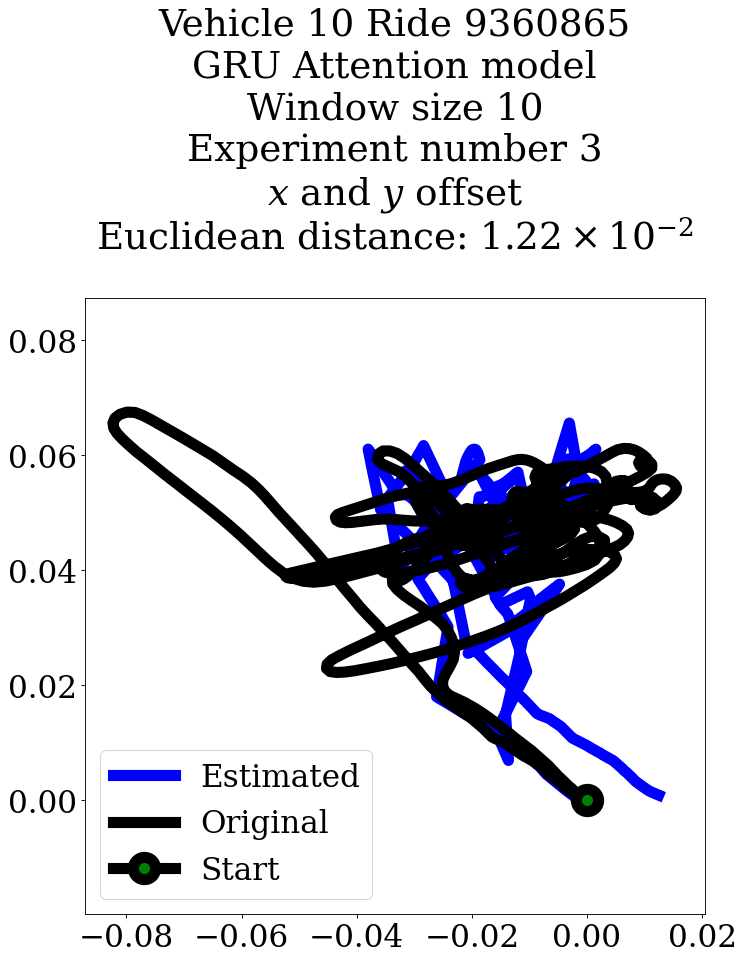 Vehicle 10 Ride 9360865
GRU Attention model
Window size 10
Experiment number 3
x and y offset
Euclidean distance: 1.22 × 10⁻²
0.08
0.06
0.04
0.02
0.00
Estimated
Original
Start
−0.08 −0.06 −0.04 −0.02 0.00 0.02